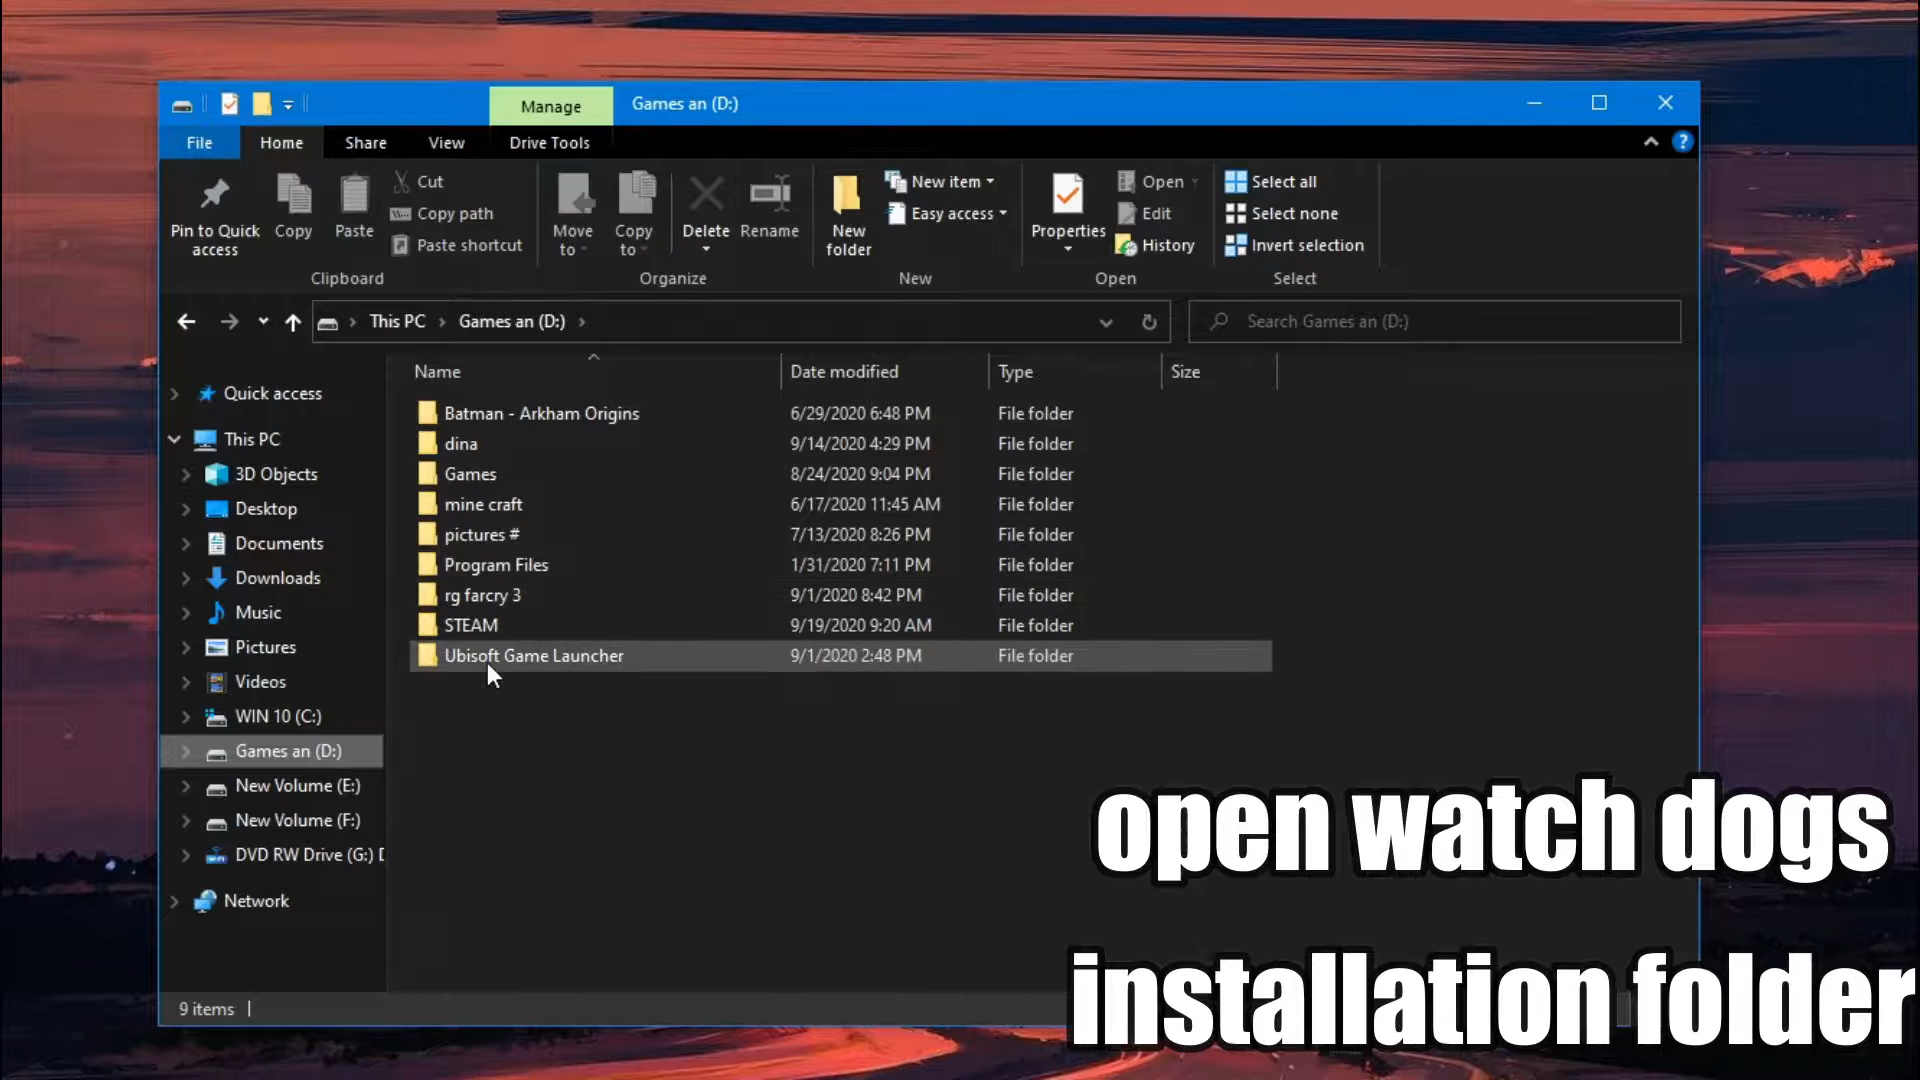 Manage
Games an (D:)
File
Home
Share
View
Drive Tools
?
Pin to Quick access
Copy
Paste
Cut
Copy path
Paste shortcut
Clipboard
Move to
Copy to
Delete
Rename
Organize
New folder
New item
Easy access
New
Properties
Open
Edit
History
Open
Select all
Select none
Invert selection
Select
This PC
Games an (D:)
Search Games an (D:)
Name
Date modified
Type
Size
Quick access
This PC
3D Objects
Desktop
Documents
Downloads
Music
Pictures
Videos
WIN 10 (C:)
Games an (D:)
New Volume (E:)
New Volume (F:)
DVD RW Drive (G:)
Network
Batman - Arkham Origins 6/29/2020 6:48 PM File folder
dina 9/14/2020 4:29 PM File folder
Games 8/24/2020 9:04 PM File folder
mine craft 6/17/2020 11:45 AM File folder
pictures # 7/13/2020 8:26 PM File folder
Program Files 1/31/2020 7:11 PM File folder
rg farcry 3 9/1/2020 8:42 PM File folder
STEAM 9/19/2020 9:20 AM File folder
Ubisoft Game Launcher 9/1/2020 2:48 PM File folder
9 items
open watch dogs
installation folder